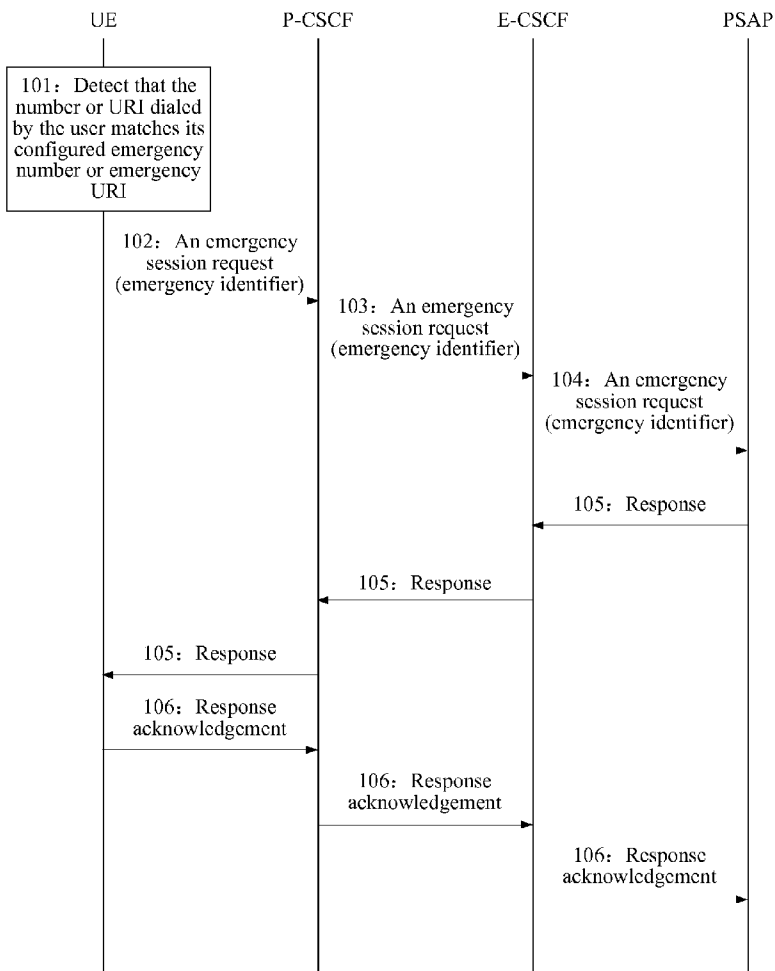 UE P-CSCF E-CSCF PSAP
101：Detect that the
number or URI dialed
by the user matches its
configured emergency
number or emergency
URI
102：An emergency
session request
(emergency identifier)
103：An emergency
session request
(emergency identifier)
104：An emergency
session request
(emergency identifier)
105：Response
105：Response
105：Response
106：Response
acknowledgement
106：Response
acknowledgement
106：Response
acknowledgement